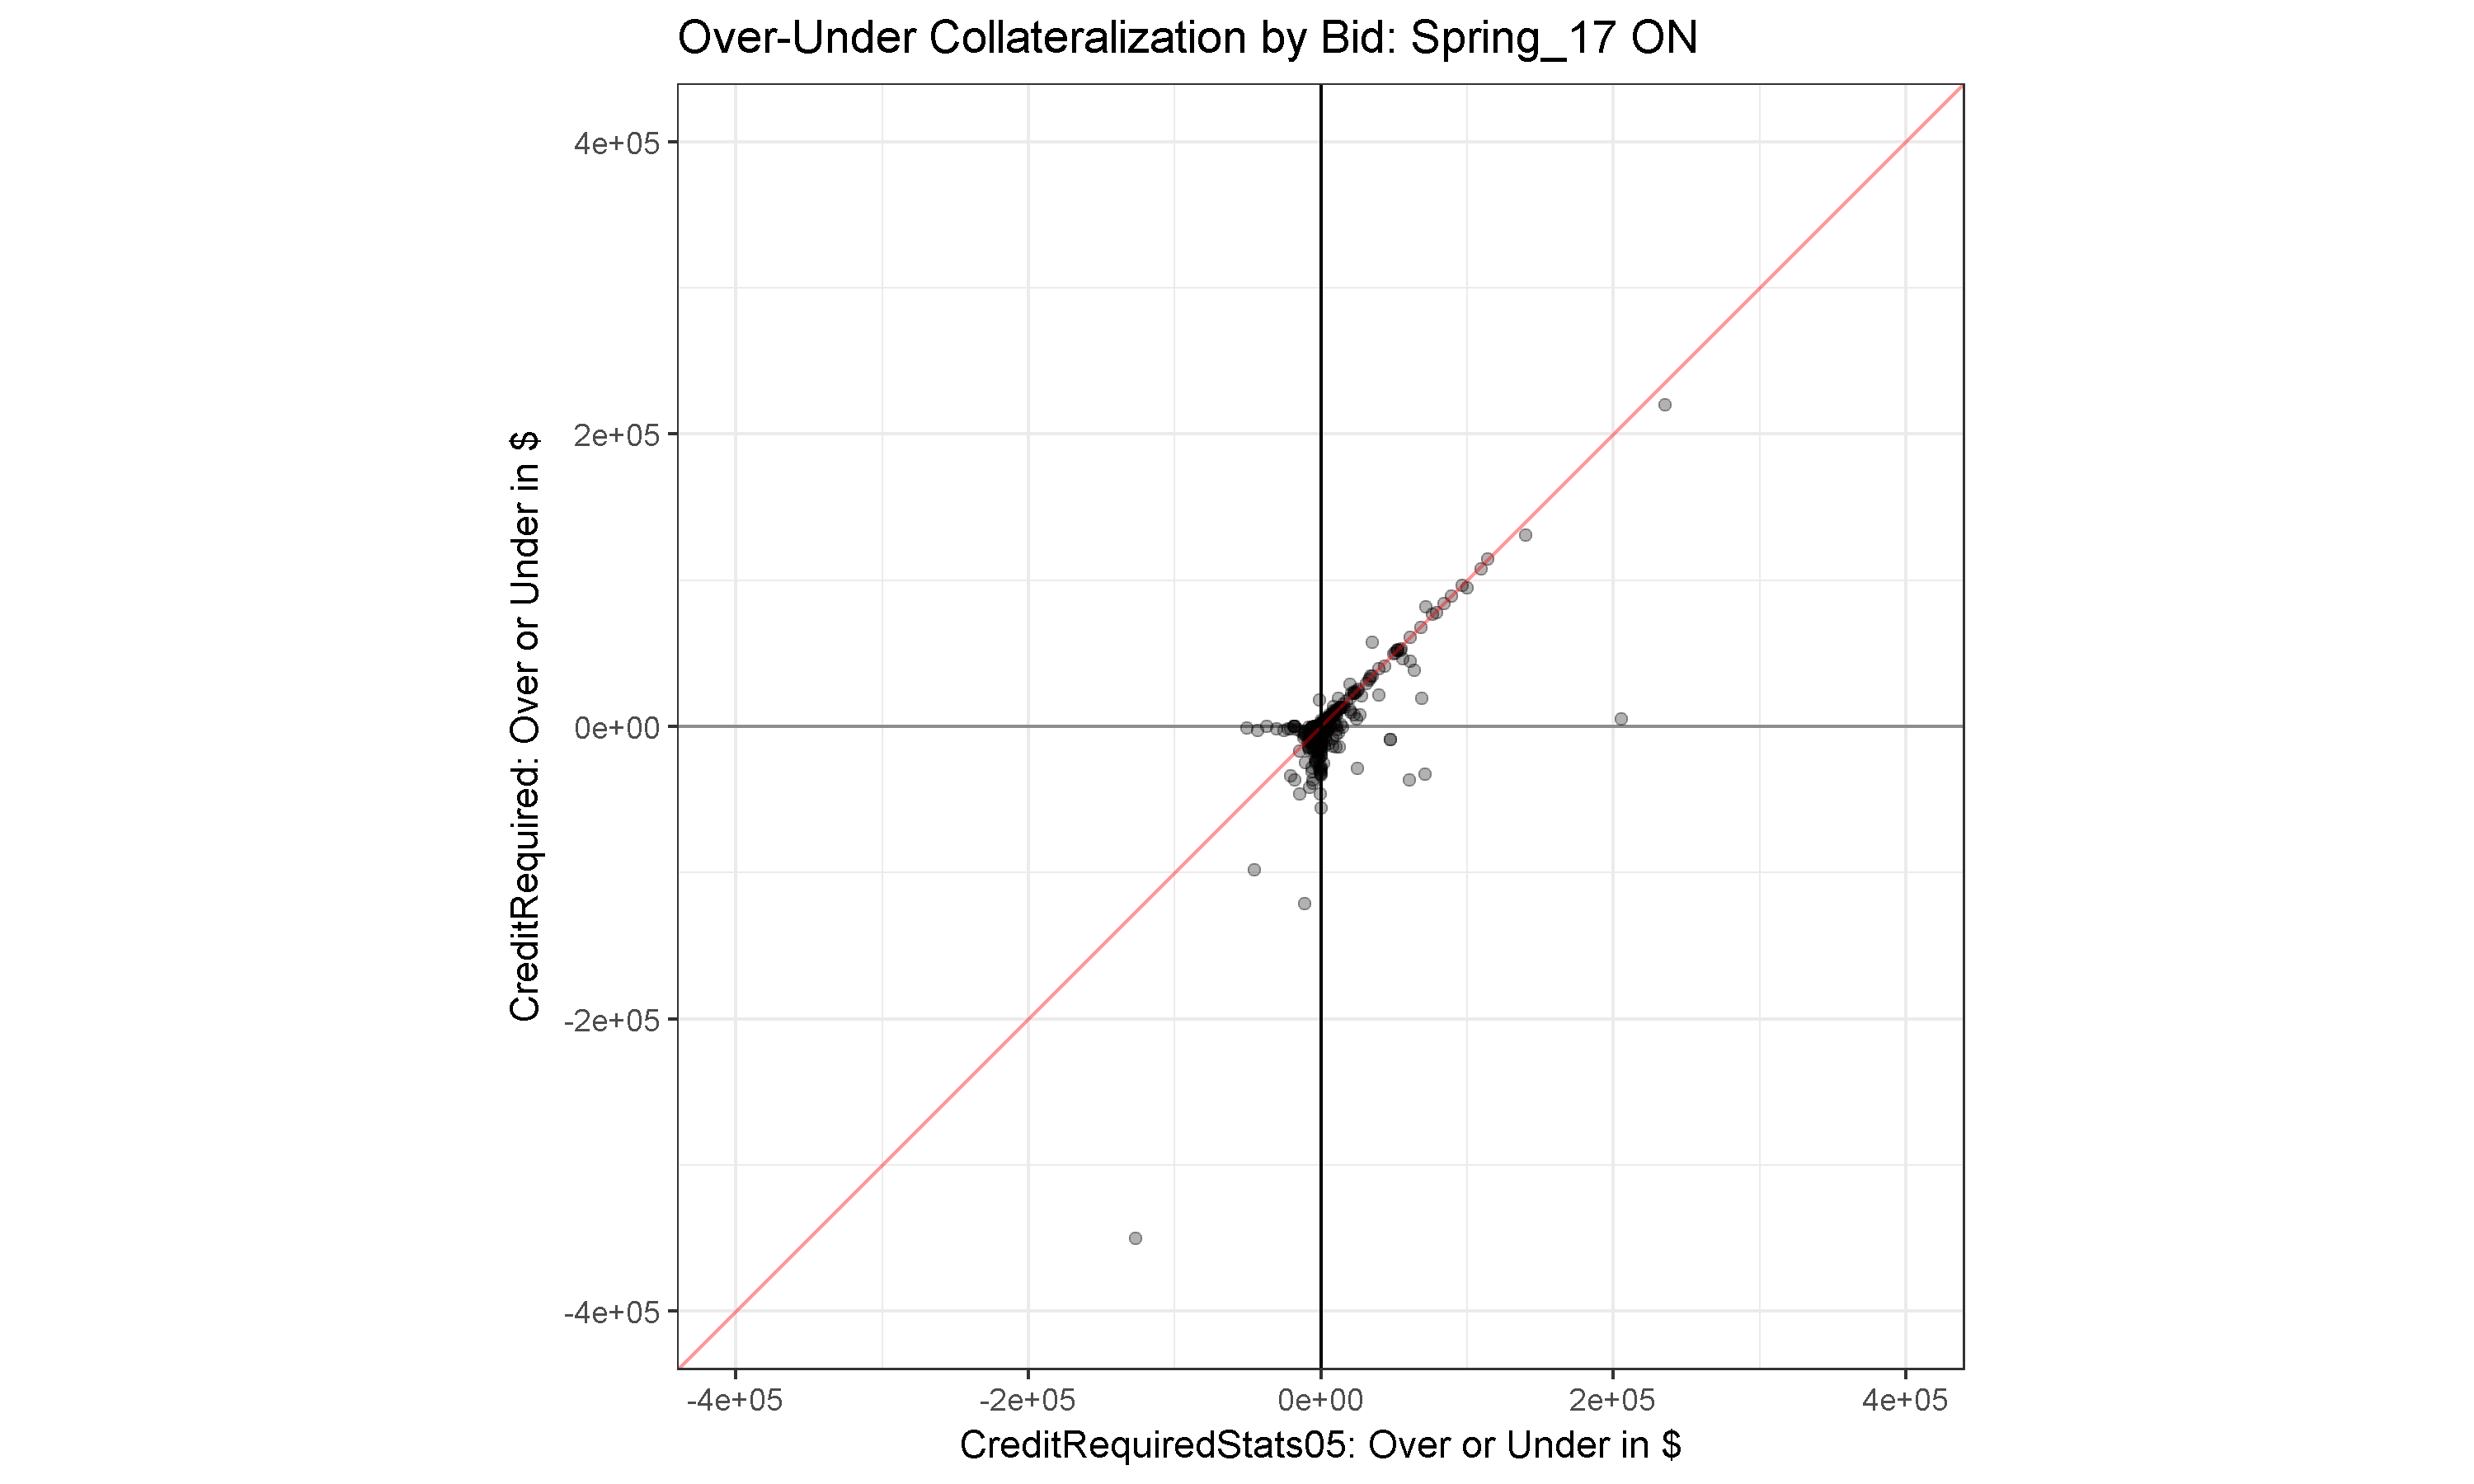 Over-Under Collateralization by Bid: Spring_17 ON
CreditRequired: Over or Under in $
4e+05
2e+05
0e+00
-2e+05
-4e+05
-4e+05 -2e+05 0e+00 2e+05 4e+05
CreditRequiredStats05: Over or Under in $